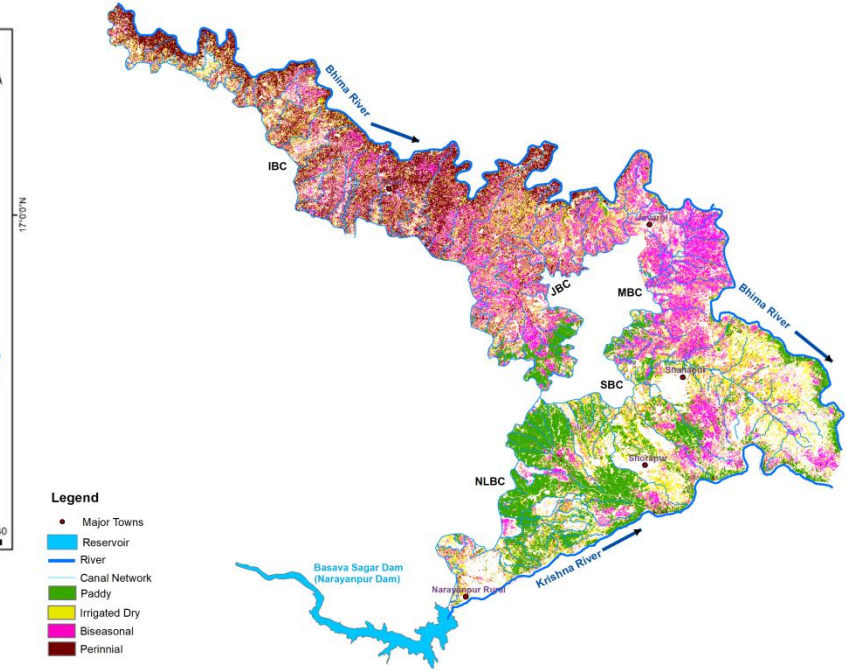 17°0'0"N
Bhima River
IBC
Jevargi
JBC
MBC
Bhima River
Shahapur
SBC
Shorapur
NLBC
Krishna River
Basava Sagar Dam
(Narayanpur Dam)
Narayanpur Rural
Legend
Major Towns
Reservoir
River
Canal Network
Paddy
Irrigated Dry
Biseasonal
Perinnial